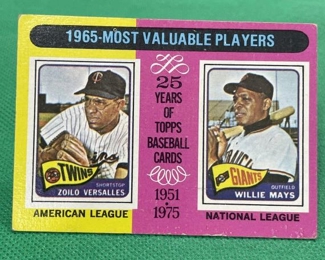 1965-MOST VALUABLE PLAYERS
TWINS
SHORTSTOP
ZOILO VERSALLES
AMERICAN LEAGUE
25
YEARS
OF
TOPPS
BASEBALL
CARDS
1951
•
1975
GIANTS
OUTFIELD
WILLIE MAYS
NATIONAL LEAGUE